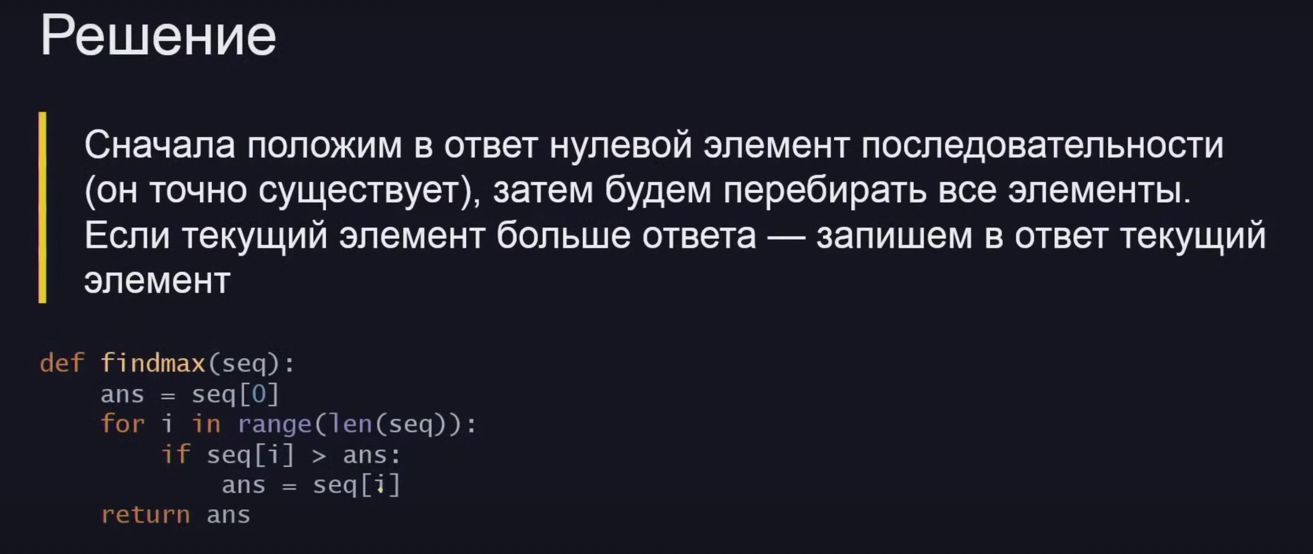 Решение
Сначала положим в ответ нулевой элемент последовательности
(он точно существует), затем будем перебирать все элементы.
Если текущий элемент больше ответа — запишем в ответ текущий
элемент
def findmax(seq):
    ans = seq[0]
    for i in range(len(seq)):
        if seq[i] > ans:
            ans = seq[i]
    return ans